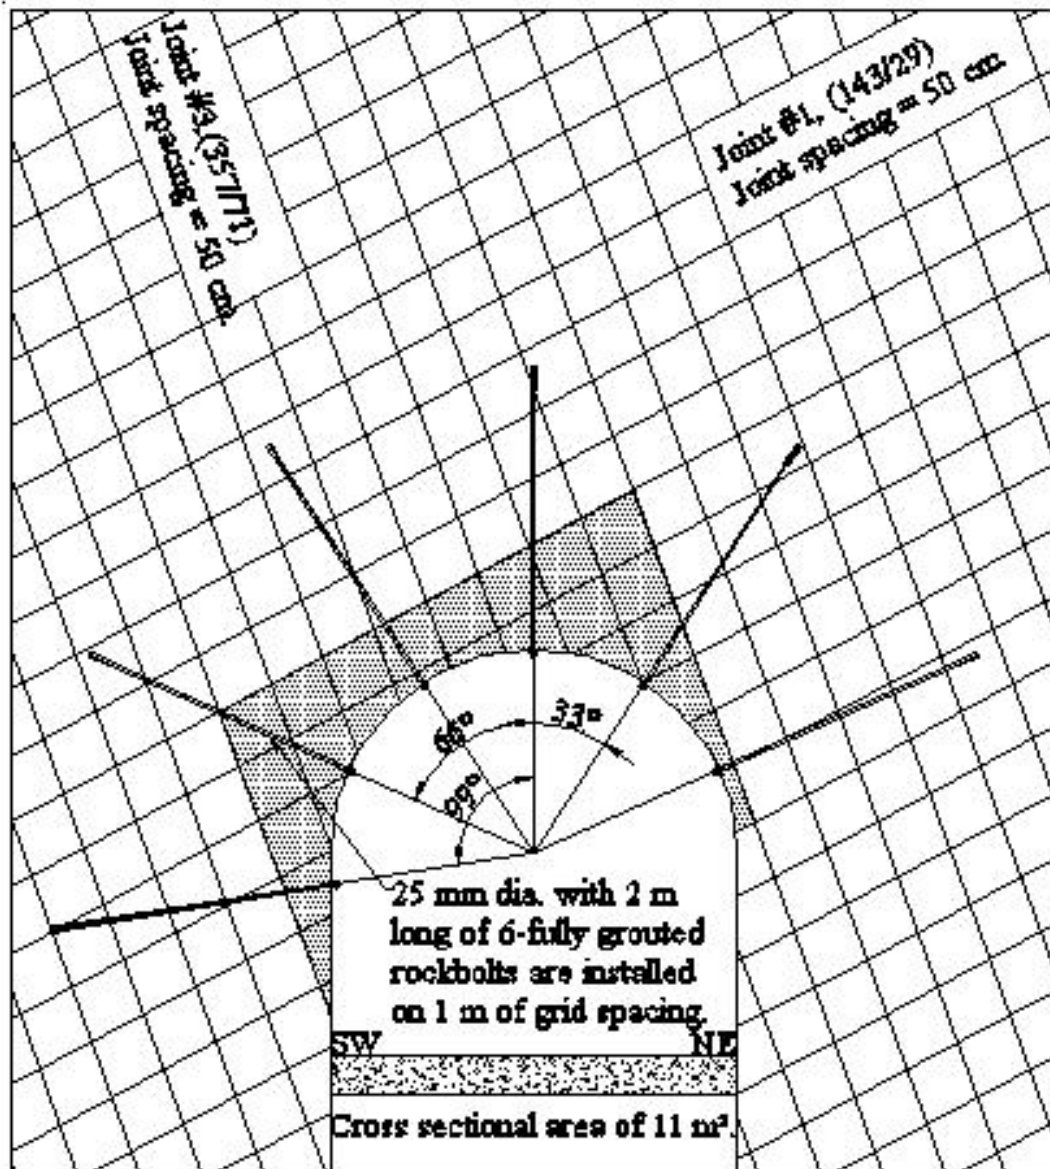 Joint #3,(357/71)
Joint spacing = 50 cm.
Joint #1, (143/29)
Joint spacing = 50 cm
66°
33°
99°
25 mm dia. with 2 m
long of 6-fully grouted
rockbolts are installed
on 1 m of grid spacing.
SW NE
Cross sectional area of 11 m².